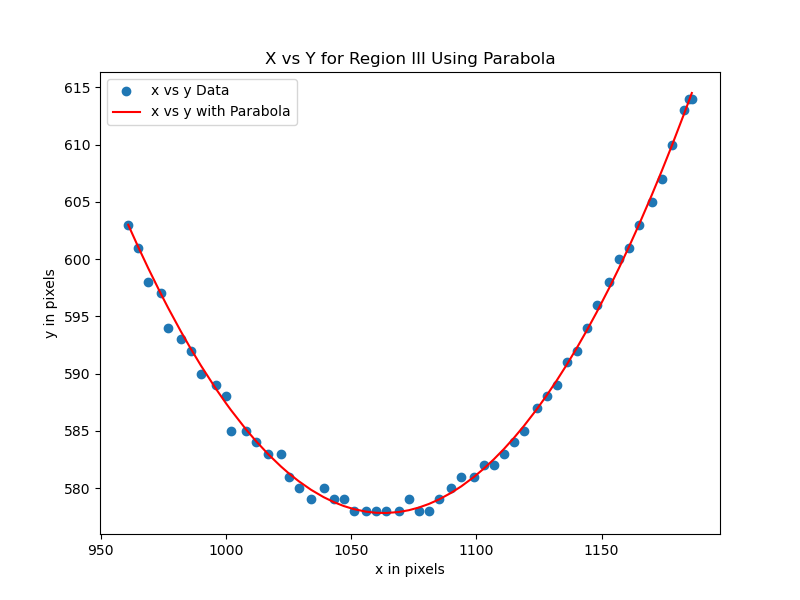 X vs Y for Region III Using Parabola
x vs y Data
x vs y with Parabola
615
610
605
600
595
590
585
580
y in pixels
950
1000
1050
1100
1150
x in pixels